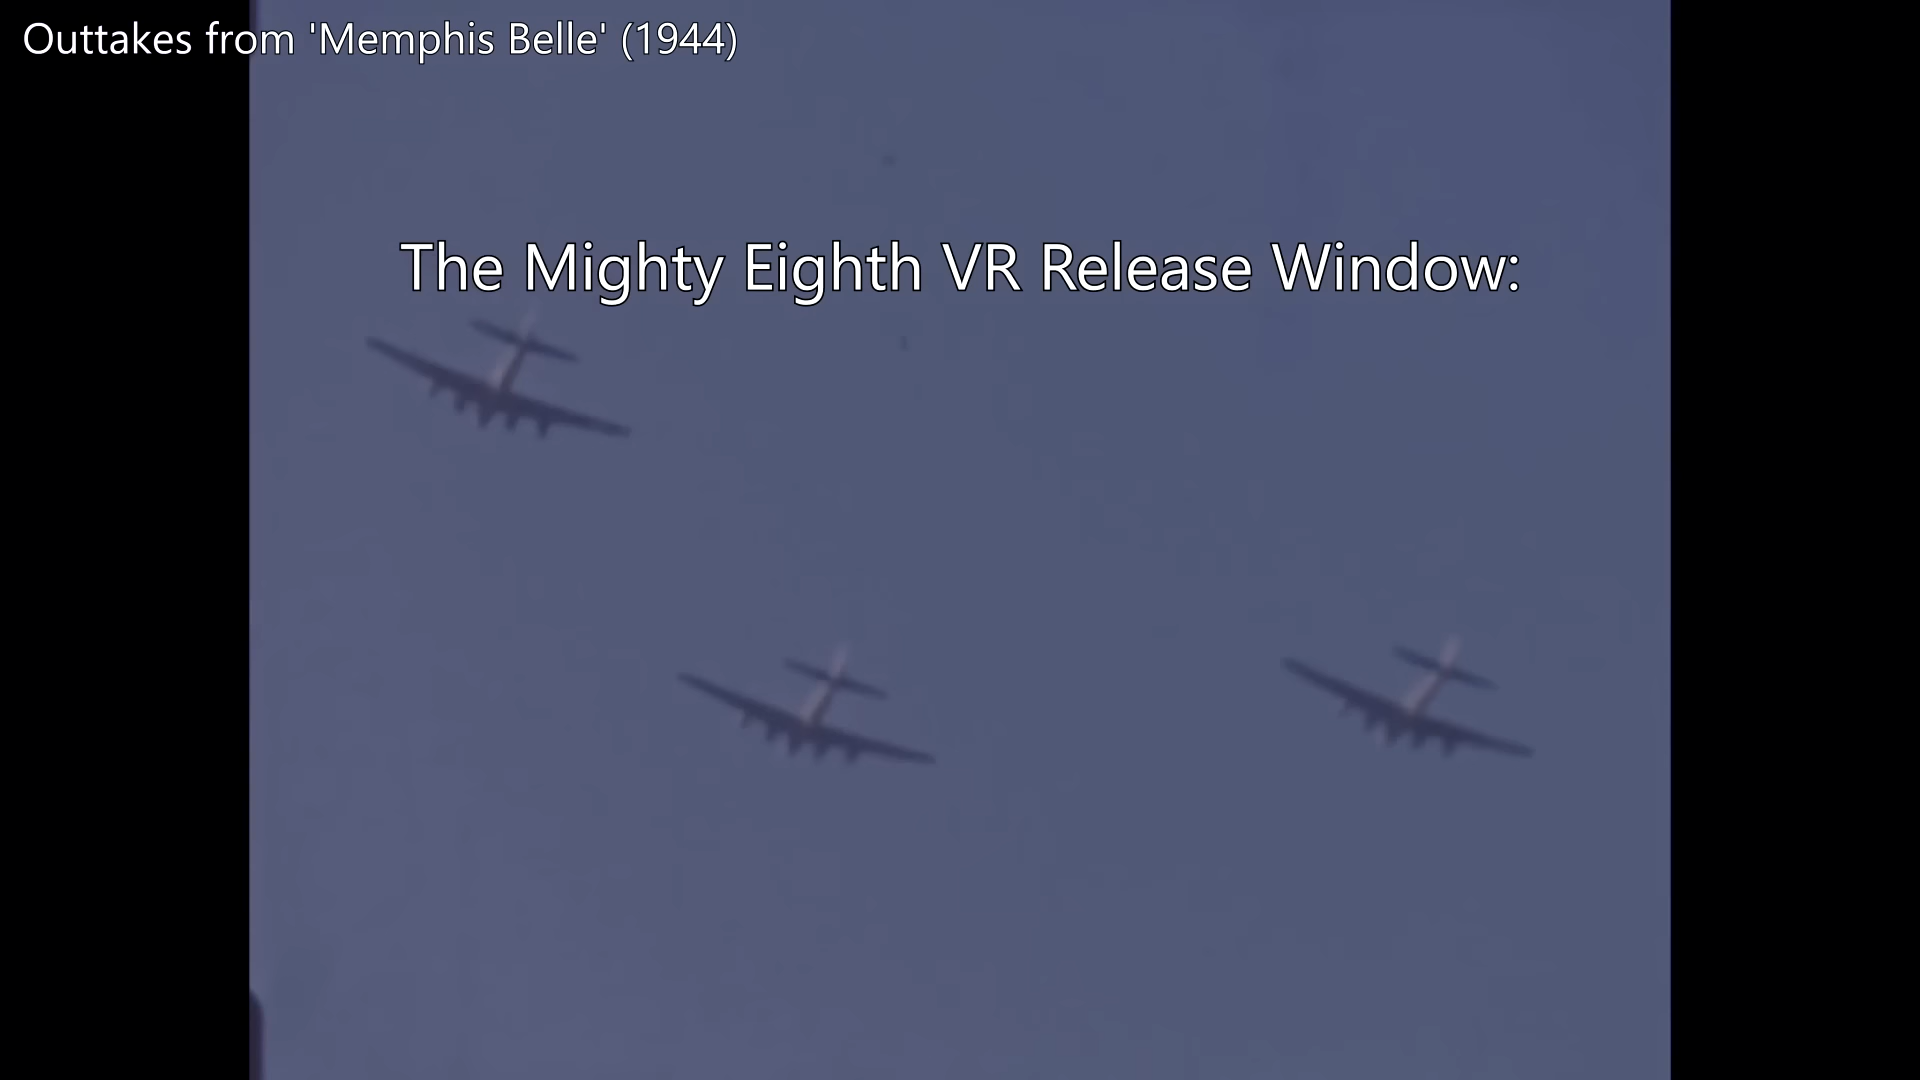 Outtakes from 'Memphis Belle' (1944)
The Mighty Eighth VR Release Window: